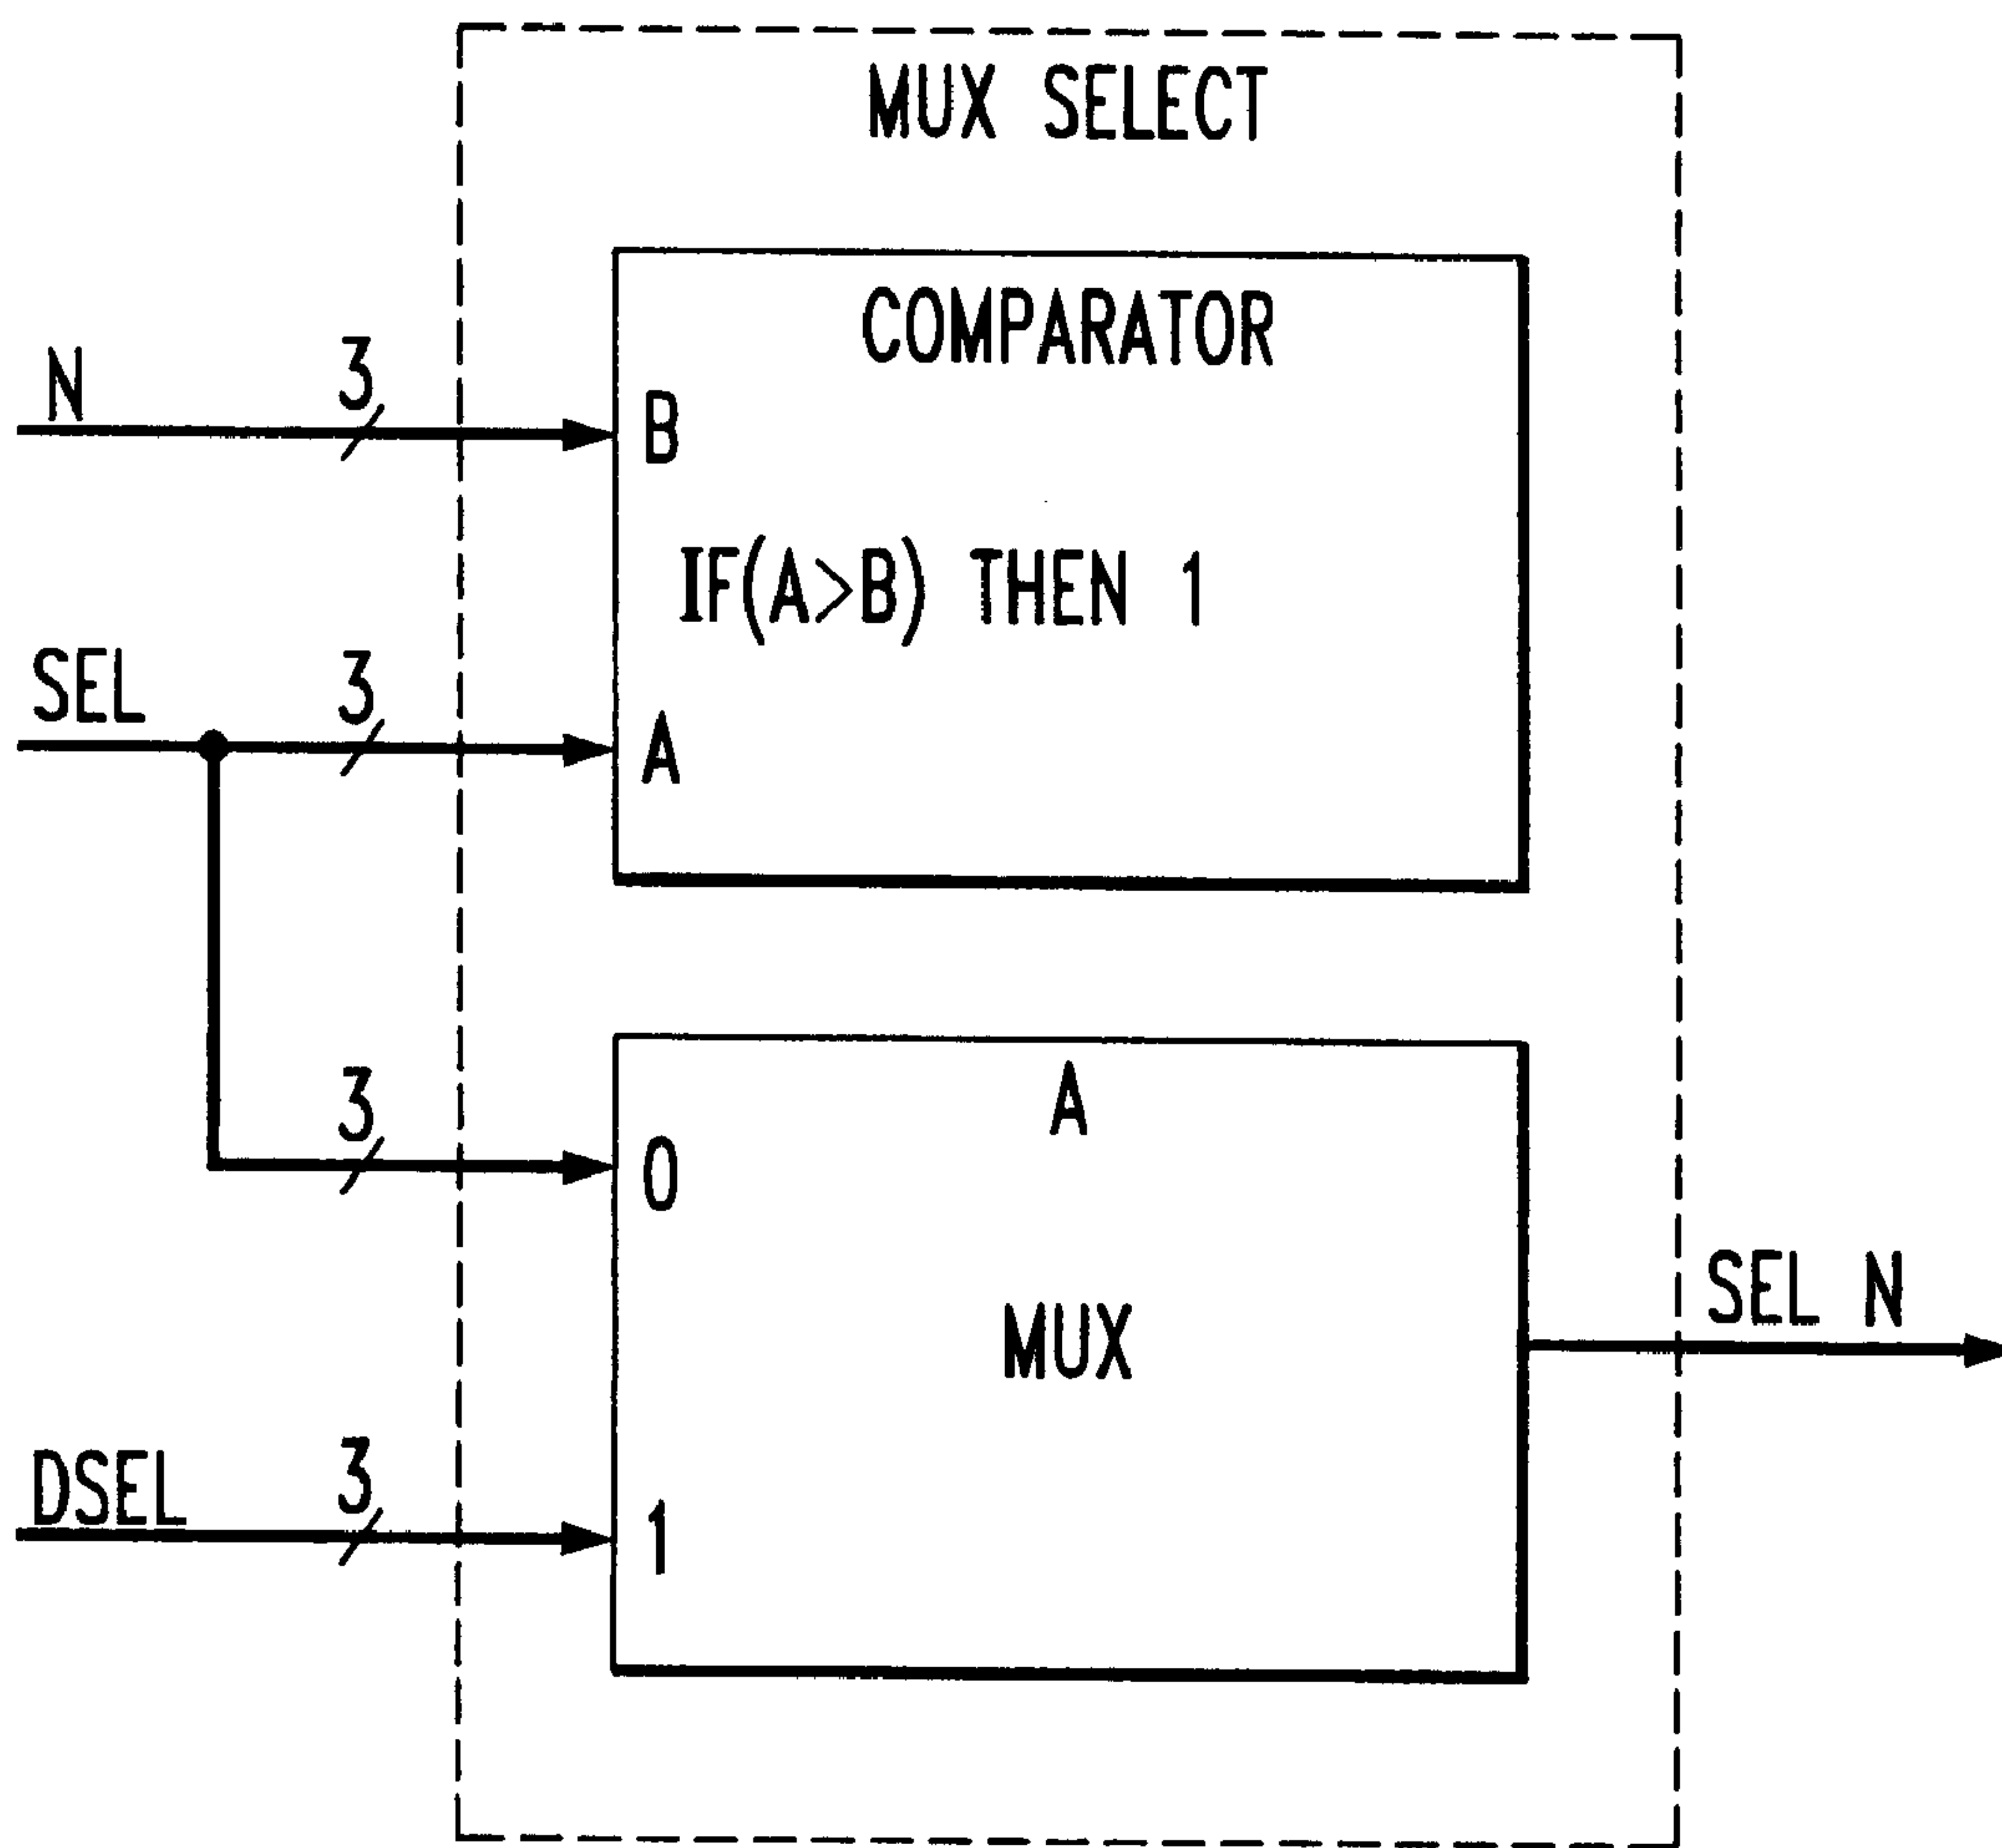 MUX SELECT
COMPARATOR
N
3
B
IF(A>B) THEN 1
SEL
3
A
3
A
0
MUX
SEL N
DSEL
3
1